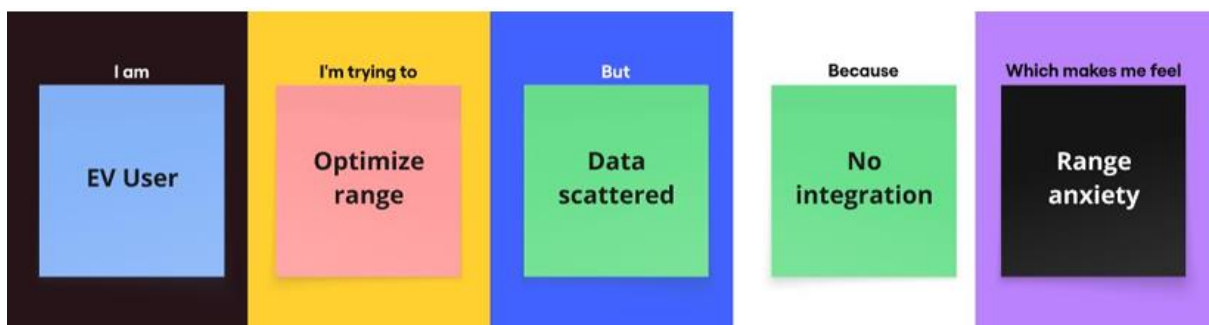 I am
EV User
I'm trying to
Optimize
range
But
Data
scattered
Because
No
integration
Which makes me feel
Range
anxiety